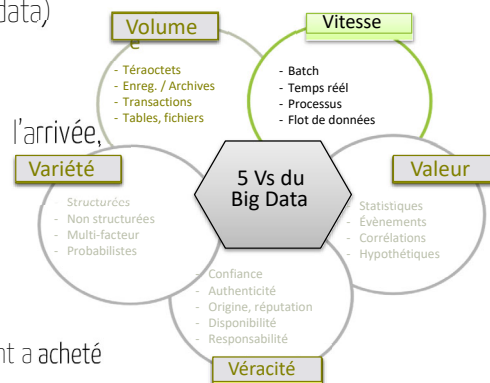 data)
Volume
e
- Téraoctets
- Enreg. / Archives
- Transactions
- Tables, fichiers
Vitesse
- Batch
- Temps réél
- Processus
- Flot de données
l'arrivée,
Variété
- Structurées
- Non structurées
- Multi-facteur
- Probabilistes
5 Vs du
Big Data
Valeur
- Statistiques
- Évènements
- Corrélations
- Hypothétiques
- Confiance
- Authenticité
- Origine, réputation
- Disponibilité
- Responsabilité
nt a acheté
Véracité